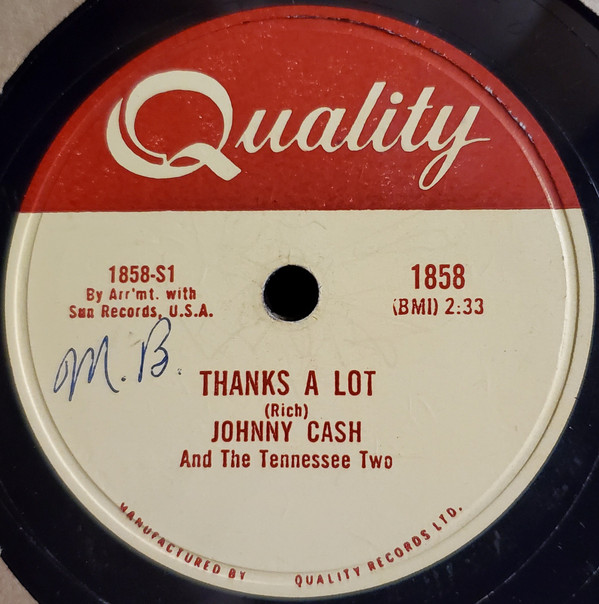 Quality
1858-S1
By Arr'mt. with
Sun Records, U.S.A.
1858
(BMI) 2:33
M. B.
THANKS A LOT
(Rich)
JOHNNY CASH
And The Tennessee Two
MANUFACTURED BY QUALITY RECORDS LTD.